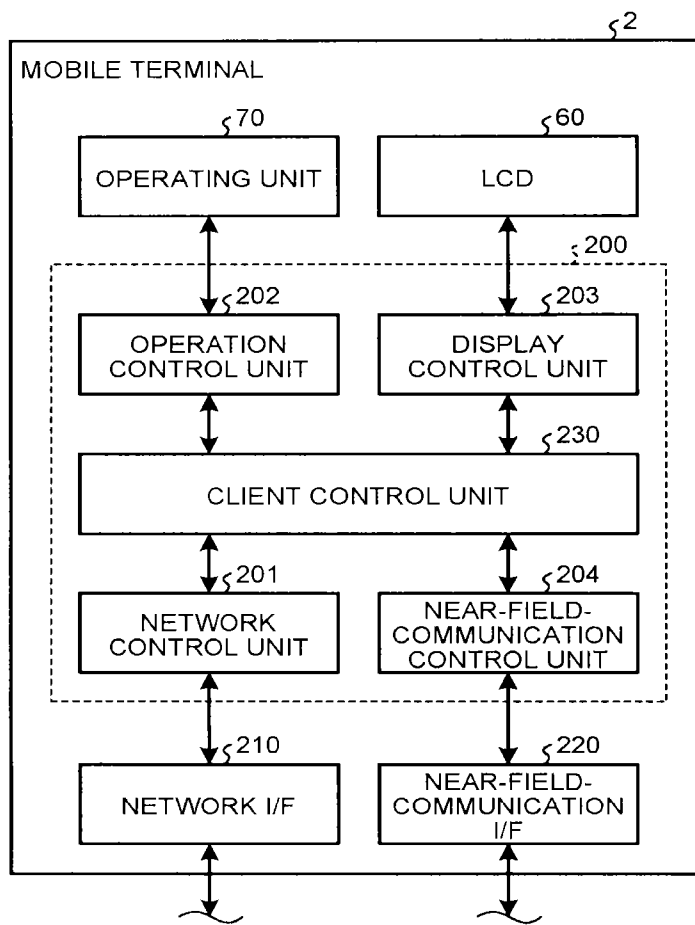 2
MOBILE TERMINAL
70
60
OPERATING UNIT
LCD
200
202
203
OPERATION
CONTROL UNIT
DISPLAY
CONTROL UNIT
230
CLIENT CONTROL UNIT
201
204
NETWORK
CONTROL UNIT
NEAR-FIELD-
COMMUNICATION
CONTROL UNIT
210
220
NETWORK I/F
NEAR-FIELD-
COMMUNICATION
I/F